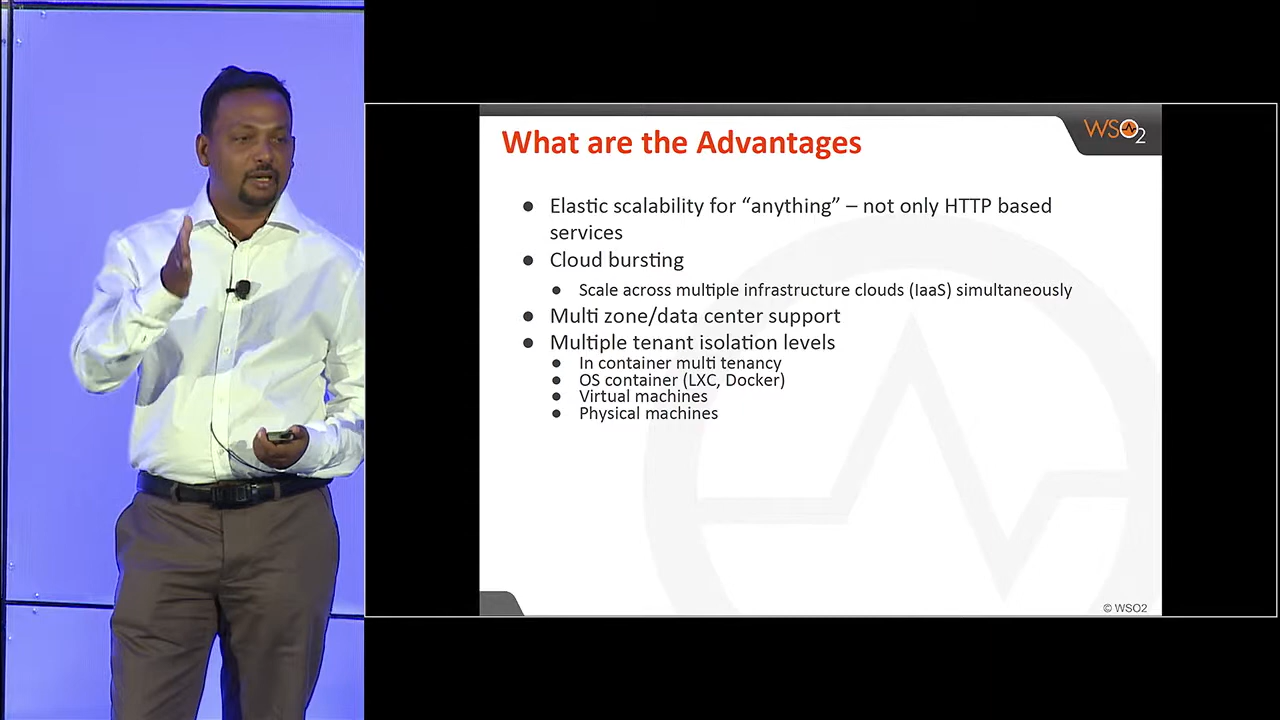 What are the Advantages
WSO2
● Elastic scalability for “anything” – not only HTTP based
services
● Cloud bursting
● Scale across multiple infrastructure clouds (IaaS) simultaneously
● Multi zone/data center support
● Multiple tenant isolation levels
● In container multi tenancy
● OS container (LXC, Docker)
● Virtual machines
● Physical machines
© WSO2